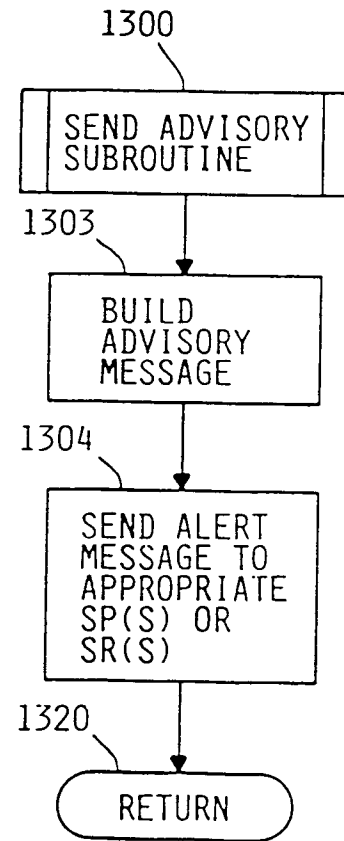 1300
SEND ADVISORY
SUBROUTINE
1303
BUILD
ADVISORY
MESSAGE
1304
SEND ALERT
MESSAGE TO
APPROPRIATE
SP(S) OR
SR(S)
1320
RETURN